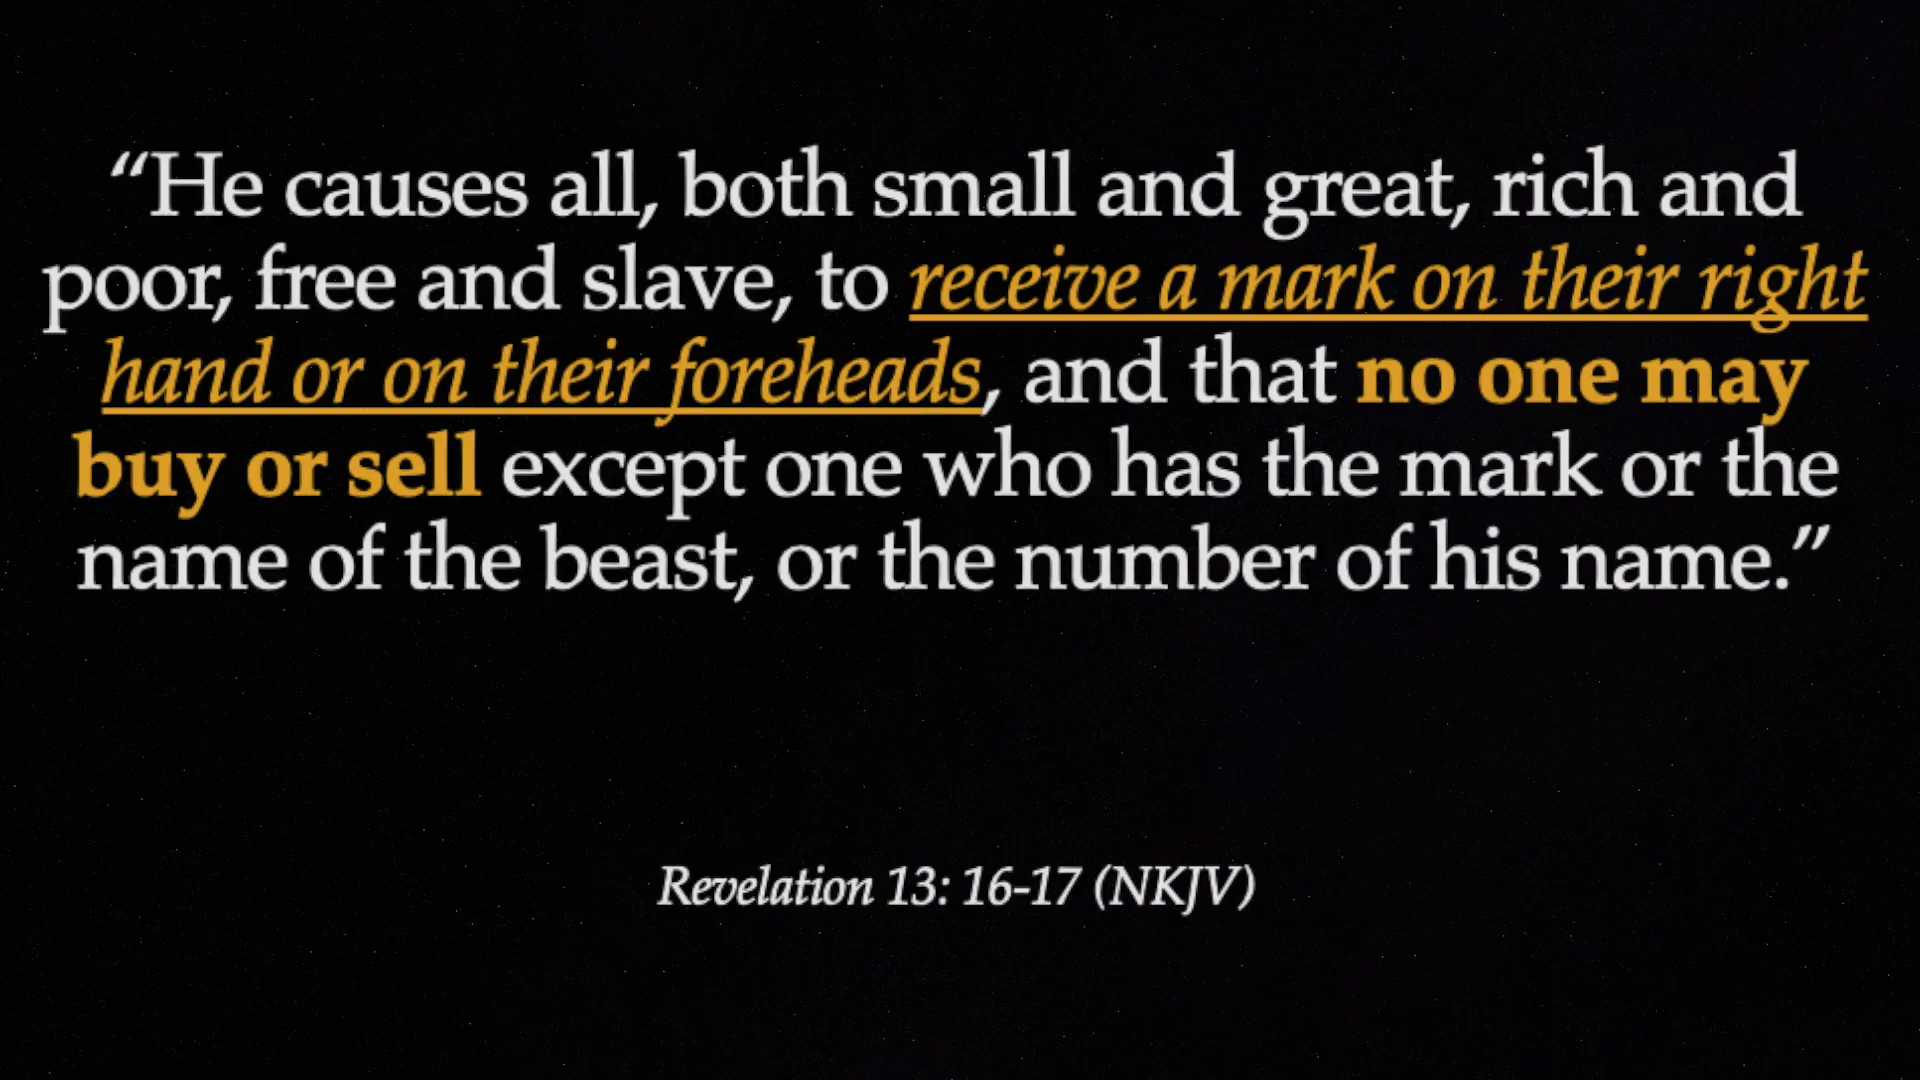 “He causes all, both small and great, rich and
poor, free and slave, to receive a mark on their right
hand or on their foreheads, and that no one may
buy or sell except one who has the mark or the
name of the beast, or the number of his name.”
Revelation 13: 16-17 (NKJV)